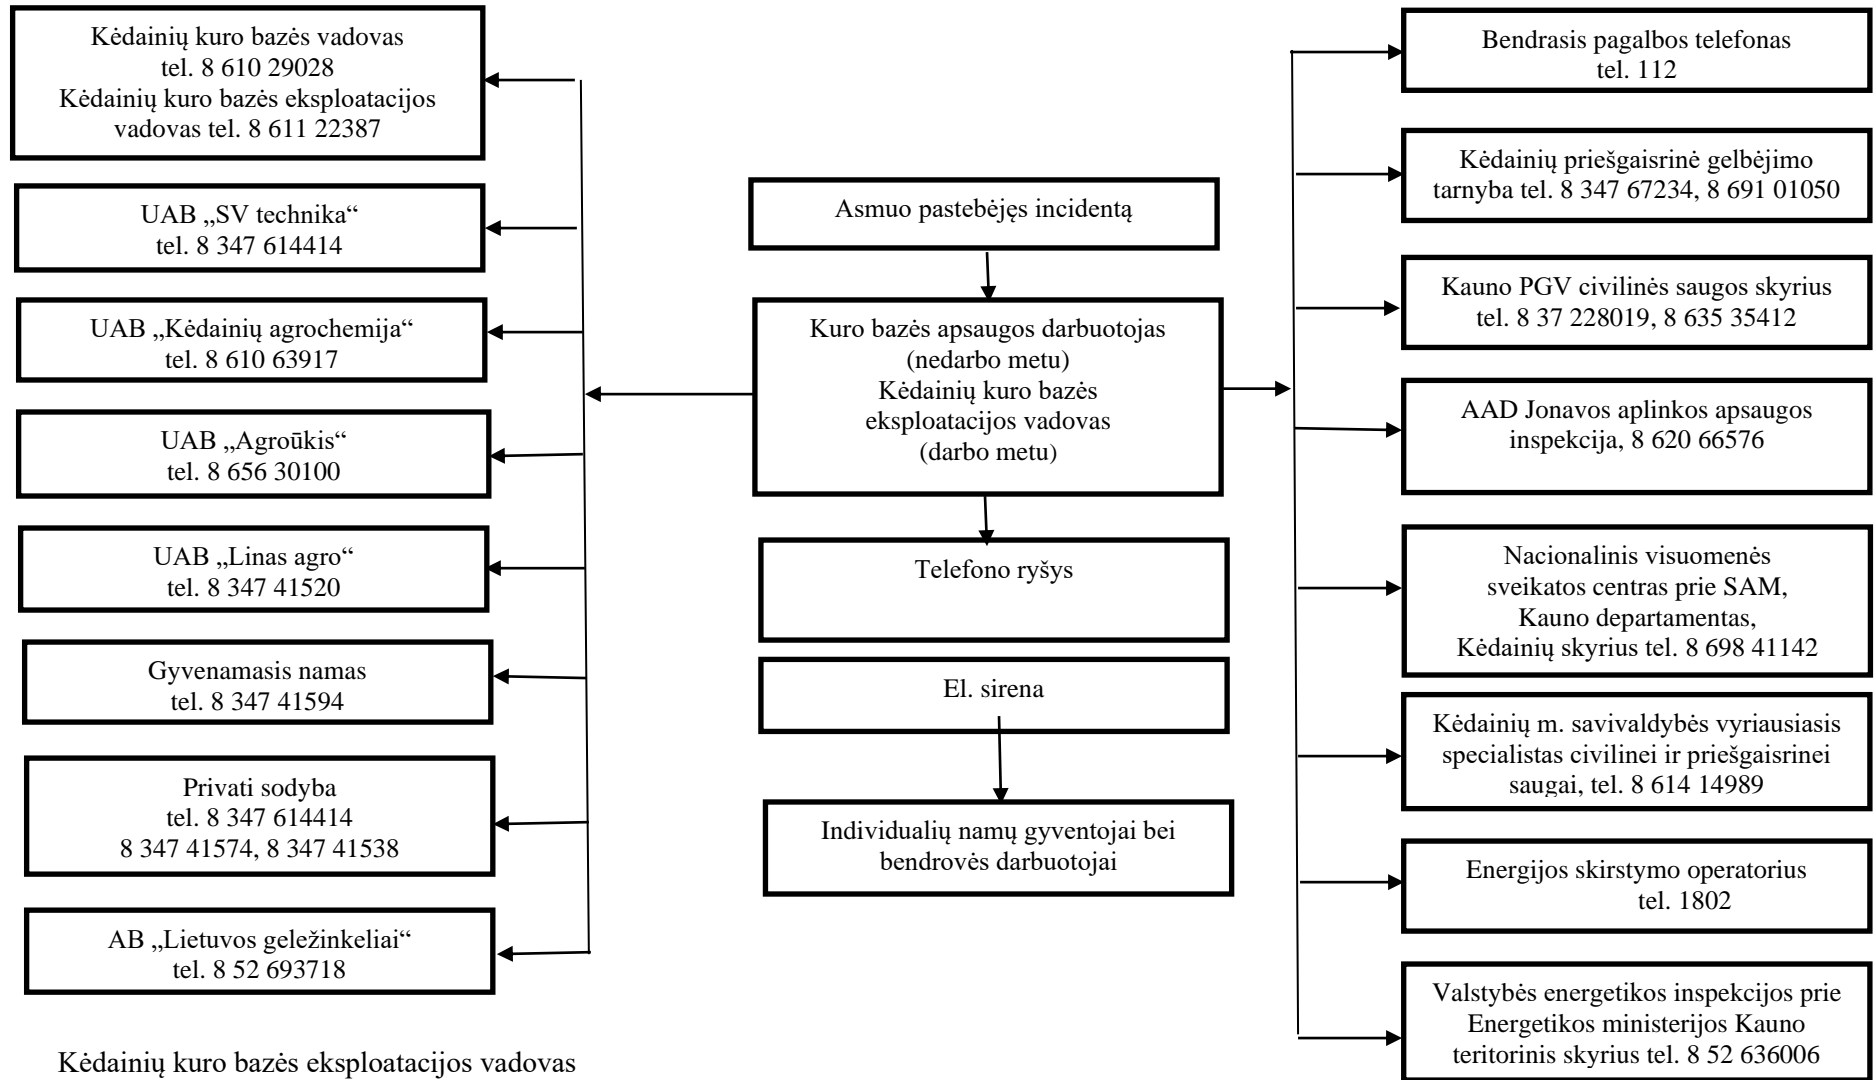 Kėdainių kuro bazės vadovas
tel. 8 610 29028
Kėdainių kuro bazės eksploatacijos
vadovas tel. 8 611 22387
UAB „SV technika“
tel. 8 347 614414
UAB „Kėdainių agrochemija“
tel. 8 610 63917
UAB „Agroūkis“
tel. 8 656 30100
UAB „Linas agro“
tel. 8 347 41520
Gyvenamasis namas
tel. 8 347 41594
Privati sodyba
tel. 8 347 614414
8 347 41574, 8 347 41538
AB „Lietuvos geležinkeliai“
tel. 8 52 693718
Kėdainių kuro bazės eksploatacijos vadovas
Asmuo pastebėjęs incidentą
Kuro bazės apsaugos darbuotojas
(nedarbo metu)
Kėdainių kuro bazės
eksploatacijos vadovas
(darbo metu)
Telefono ryšys
El. sirena
Individualių namų gyventojai bei
bendrovės darbuotojai
Bendrasis pagalbos telefonas
tel. 112
Kėdainių priešgaisrinė gelbėjimo
tarnyba tel. 8 347 67234, 8 691 01050
Kauno PGV civilinės saugos skyrius
tel. 8 37 228019, 8 635 35412
AAD Jonavos aplinkos apsaugos
inspekcija, 8 620 66576
Nacionalinis visuomenės
sveikatos centras prie SAM,
Kauno departamentas,
Kėdainių skyrius tel. 8 698 41142
Kėdainių m. savivaldybės vyriausiasis
specialistas civilinei ir priešgaisrinei
saugai, tel. 8 614 14989
Energijos skirstymo operatorius
tel. 1802
Valstybės energetikos inspekcijos prie
Energetikos ministerijos Kauno
teritorinis skyrius tel. 8 52 636006